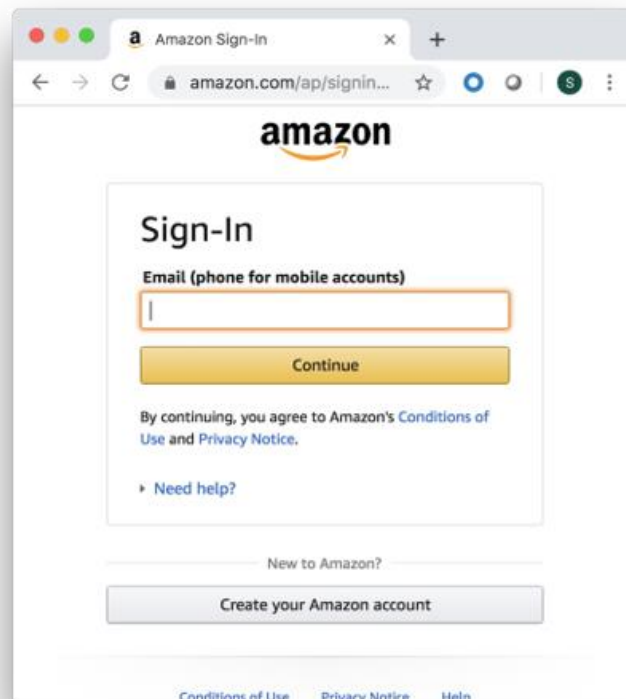 a Amazon Sign-In
amazon.com/ap/signin...
S
amazon
Sign-In
Email (phone for mobile accounts)
Continue
By continuing, you agree to Amazon's Conditions of
Use and Privacy Notice.
Need help?
New to Amazon?
Create your Amazon account
Conditions of Use Privacy Notice Help